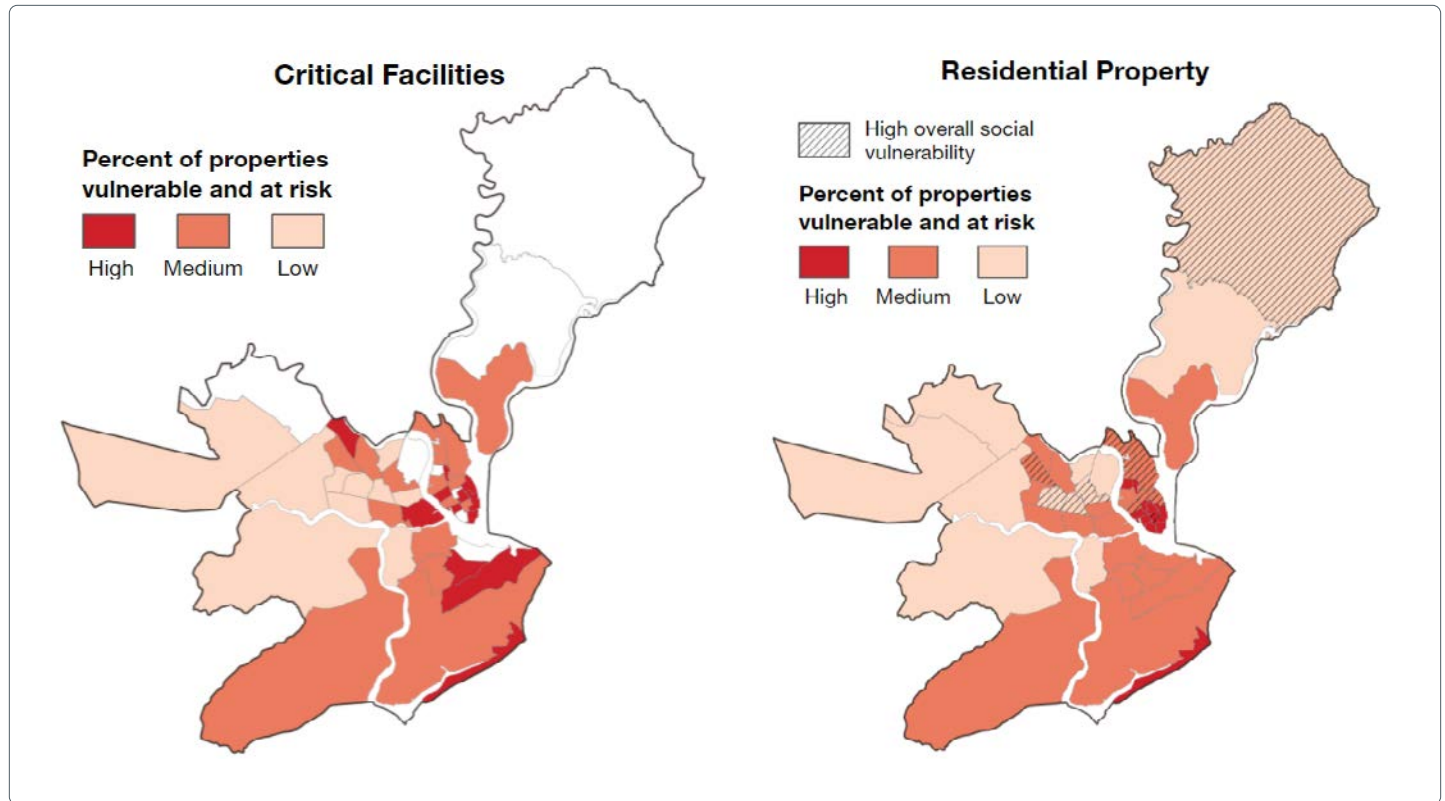 Critical Facilities
Percent of properties
vulnerable and at risk
High Medium Low
Residential Property
High overall social
vulnerability
Percent of properties
vulnerable and at risk
High Medium Low